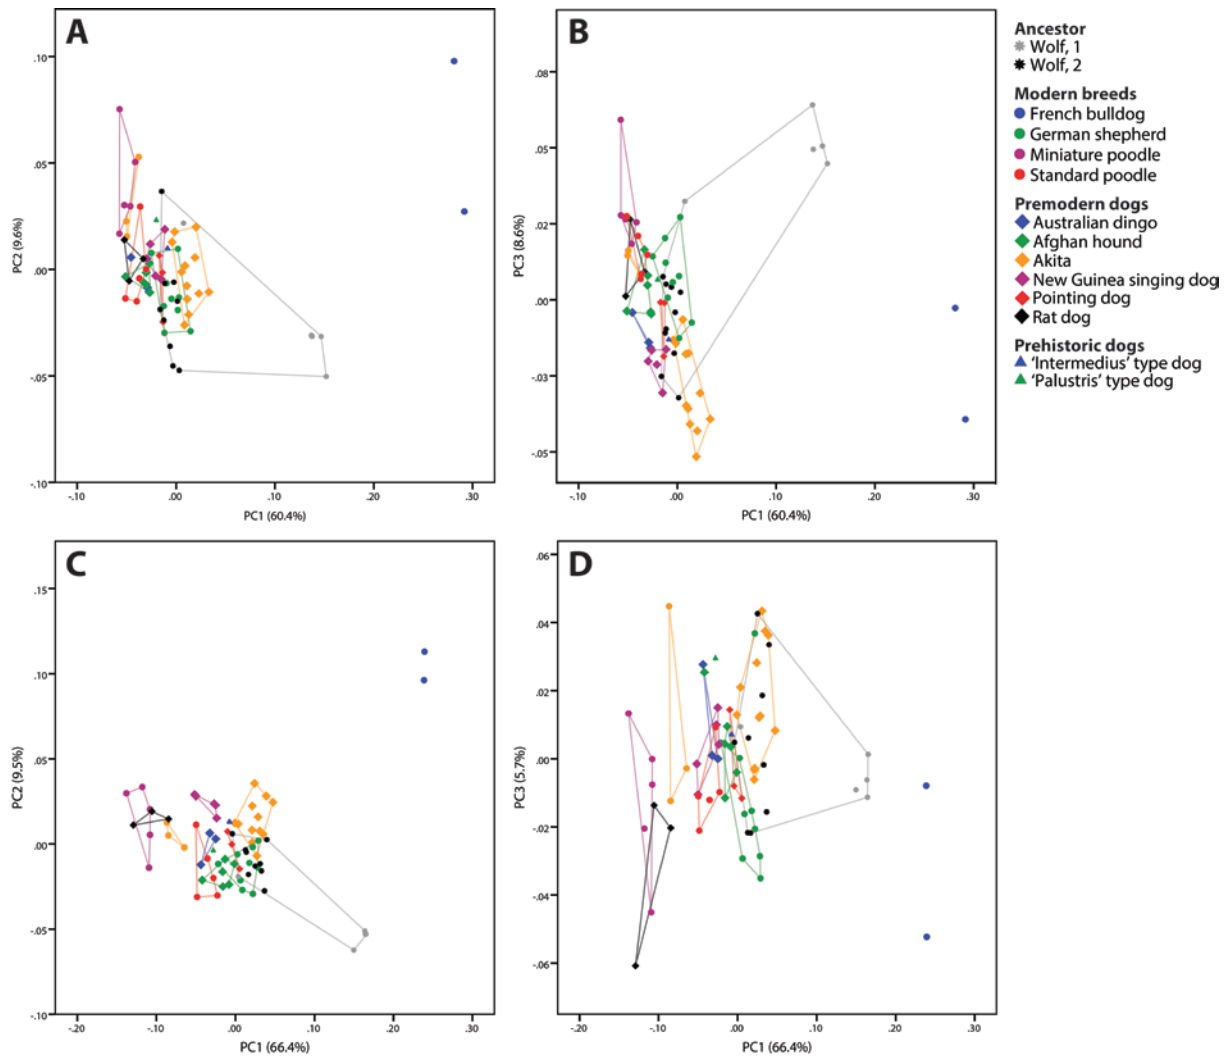 A
.10
.05
.00
-.05
-.10
PC2 (9.6%)
-.10
.00
.10
.20
.30
PC1 (60.4%)
B
.08
.05
.02
.00
-.03
-.05
PC3 (8.6%)
-.10
.00
.10
.20
.30
PC1 (60.4%)
Ancestor
Wolf, 1
Wolf, 2
Modern breeds
French bulldog
German shepherd
Miniature poodle
Standard poodle
Premodern dogs
Australian dingo
Afghan hound
Akita
New Guinea singing dog
Pointing dog
Rat dog
Prehistoric dogs
'Intermedius' type dog
'Palustris' type dog
C
.15
.10
.05
.00
-.05
-.10
PC2 (9.5%)
-.20
-.10
.00
.10
.20
.30
PC1 (66.4%)
D
.06
.04
.02
.00
-.02
-.04
-.06
PC3 (5.7%)
-.20
-.10
.00
.10
.20
.30
PC1 (66.4%)